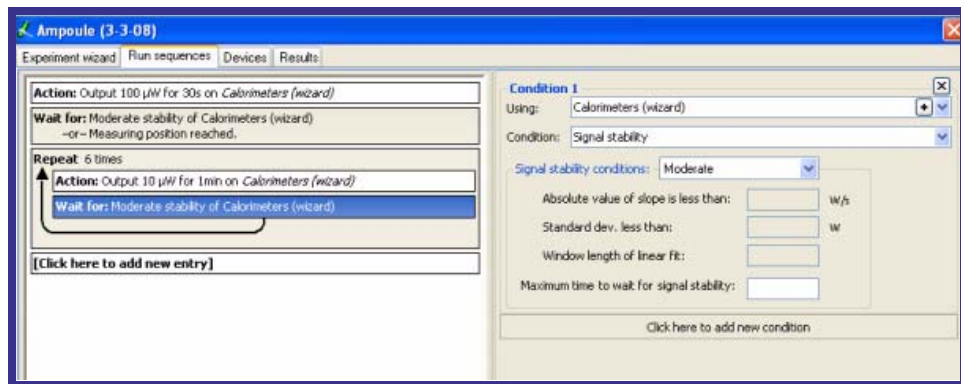 Ampoule (3-3-08)
Experiment wizard Run sequences Devices Results
Action: Output 100 µW for 30s on Calorimeters (wizard)
Wait for: Moderate stability of Calorimeters (wizard)
–or– Measuring position reached.
Repeat 6 times
Action: Output 10 µW for 1min on Calorimeters (wizard)
Wait for: Moderate stability of Calorimeters (wizard)
[Click here to add new entry]
Condition 1
Using: Calorimeters (wizard)
Condition: Signal stability
Signal stability conditions: Moderate
Absolute value of slope is less than: W/s
Standard dev. less than: W
Window length of linear fit:
Maximum time to wait for signal stability:
Click here to add new condition